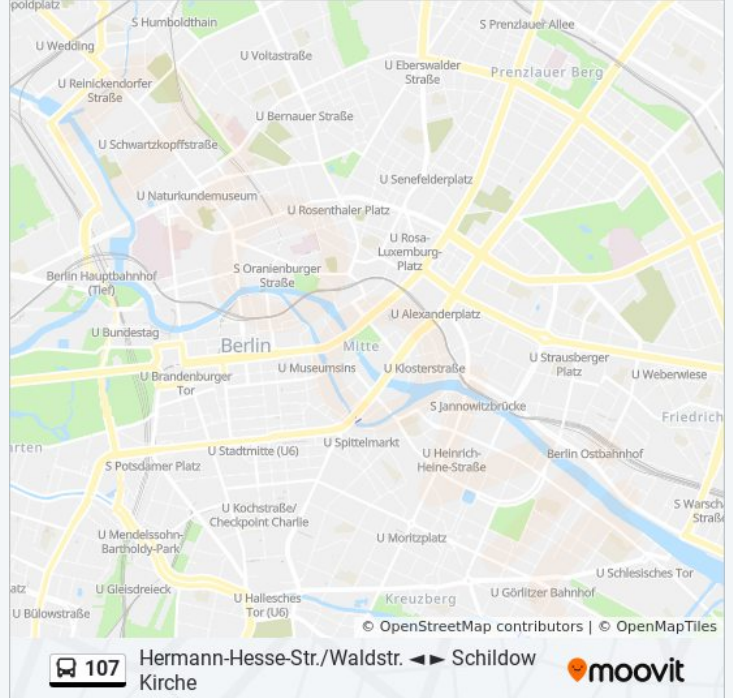 poldplatz
S Humboldthain
S Prenzlauer Allee
U Wedding
U Voltastraße
U Eberswalder
Straße
Prenzlauer Berg
U Reinickendorfer
Straße
U Bernauer Straße
U Schwartzkopffstraße
U Senefelderplatz
U Naturkundemuseum
U Rosenthaler Platz
U Rosa-
Luxemburg-
Platz
Berlin Hauptbahnhof
(Tief)
S Oranienburger
Straße
U Alexanderplatz
U Bundestag
Berlin
Mitte
U Strausberger
Platz
U Museumsins
U Klosterstraße
U Weberwiese
U Brandenburger
Tor
S Jannowitzbrücke
Friedrich
rten
U Stadtmitte (U6)
U Spittelmarkt
U Heinrich-
Heine-Straße
Berlin Ostbahnhof
S Potsdamer Platz
S Warsch
Straße
U Kochstraße/
Checkpoint Charlie
U Mendelssohn-
Bartholdy-Park
U Moritzplatz
U Schlesisches Tor
atz
U Gleisdreieck
U Hallesches
Tor (U6)
Kreuzberg
U Görlitzer Bahnhof
U Bülowstraße
© OpenStreetMap contributors | © OpenMapTiles
107
Hermann-Hesse-Str./Waldstr. ◄► Schildow
Kirche
moovit